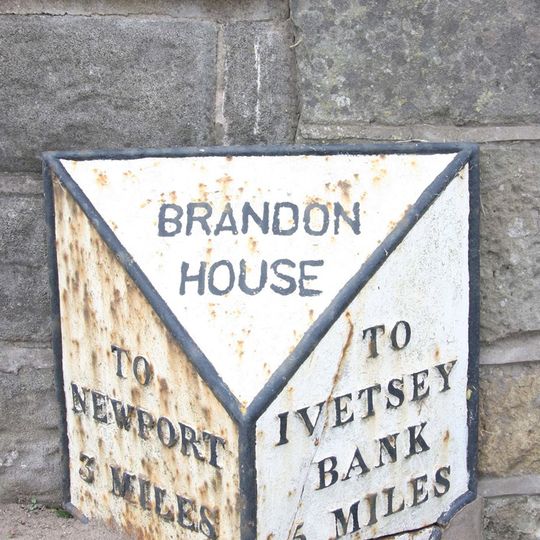 BRANDON
HOUSE
TO
NEWPORT
3 MILES
TO
IVETSEY
BANK
5 MILES